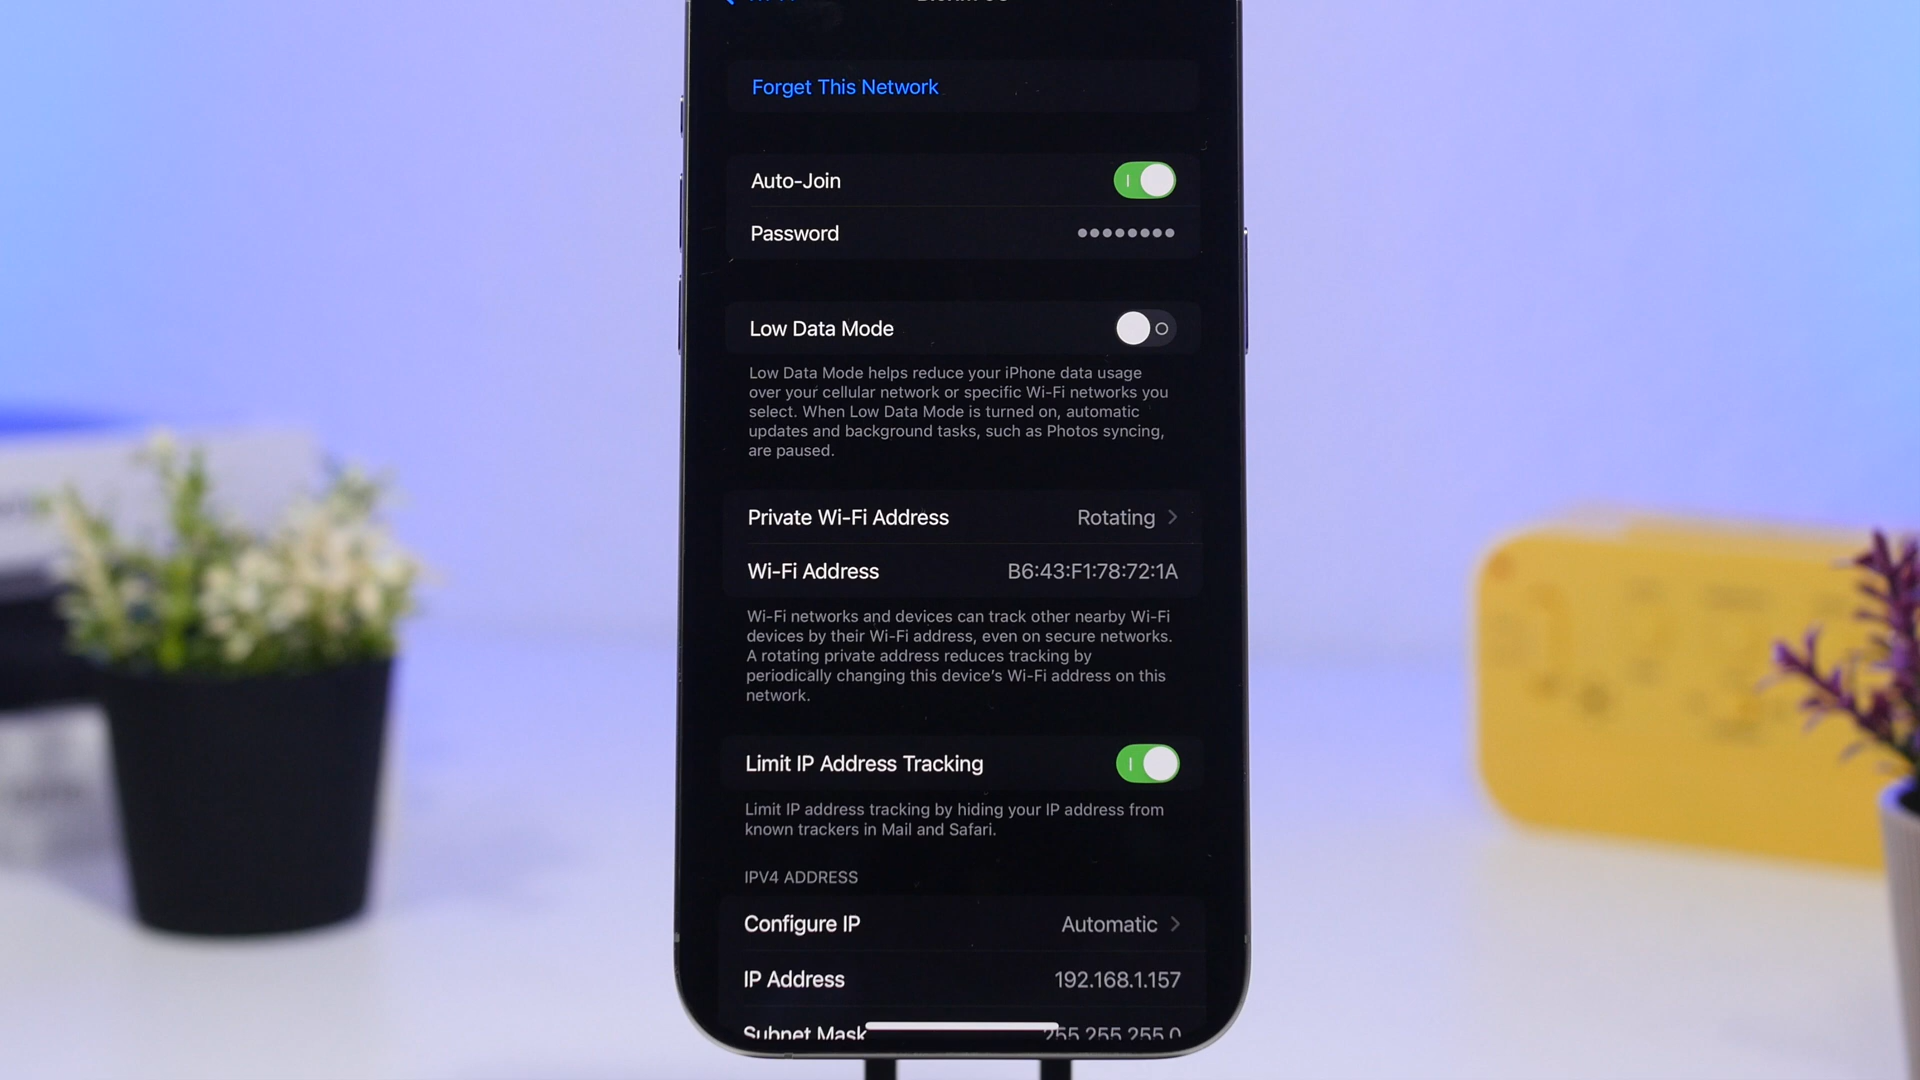 Forget This Network
Auto-Join
Password ••••••••
Low Data Mode
Low Data Mode helps reduce your iPhone data usage
over your cellular network or specific Wi-Fi networks you
select. When Low Data Mode is turned on, automatic
updates and background tasks, such as Photos syncing,
are paused.
Private Wi-Fi Address Rotating
Wi-Fi Address B6:43:F1:78:72:1A
Wi-Fi networks and devices can track other nearby Wi-Fi
devices by their Wi-Fi address, even on secure networks.
A rotating private address reduces tracking by
periodically changing this device's Wi-Fi address on this
network.
Limit IP Address Tracking
Limit IP address tracking by hiding your IP address from
known trackers in Mail and Safari.
IPV4 ADDRESS
Configure IP Automatic
IP Address 192.168.1.157
Subnet Mask 255.255.255.0